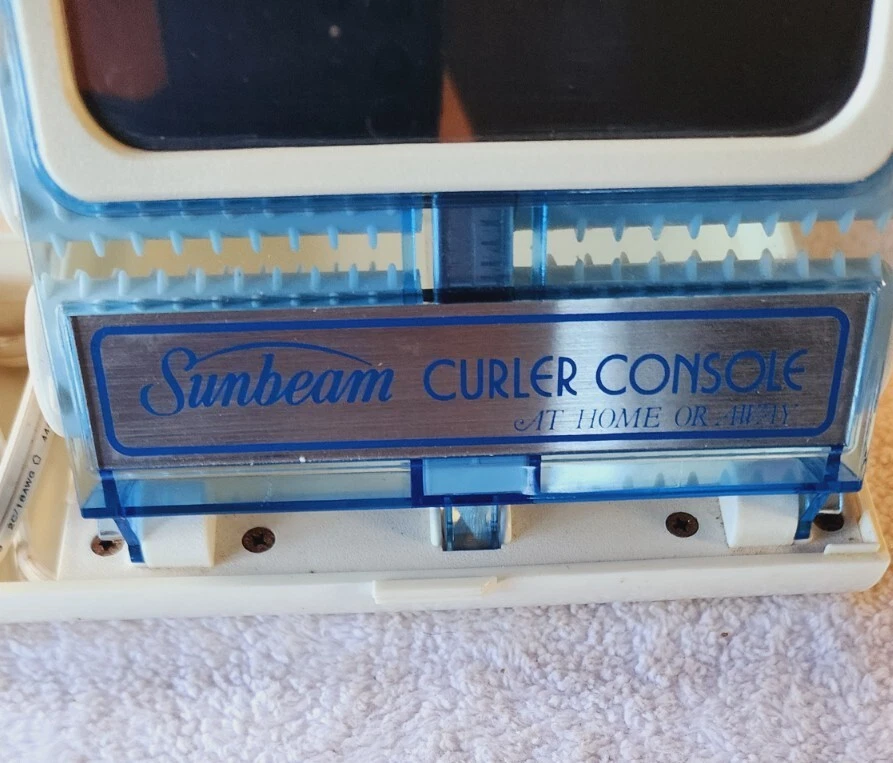 Sunbeam CURLER CONSOLE
AT HOME OR AWAY